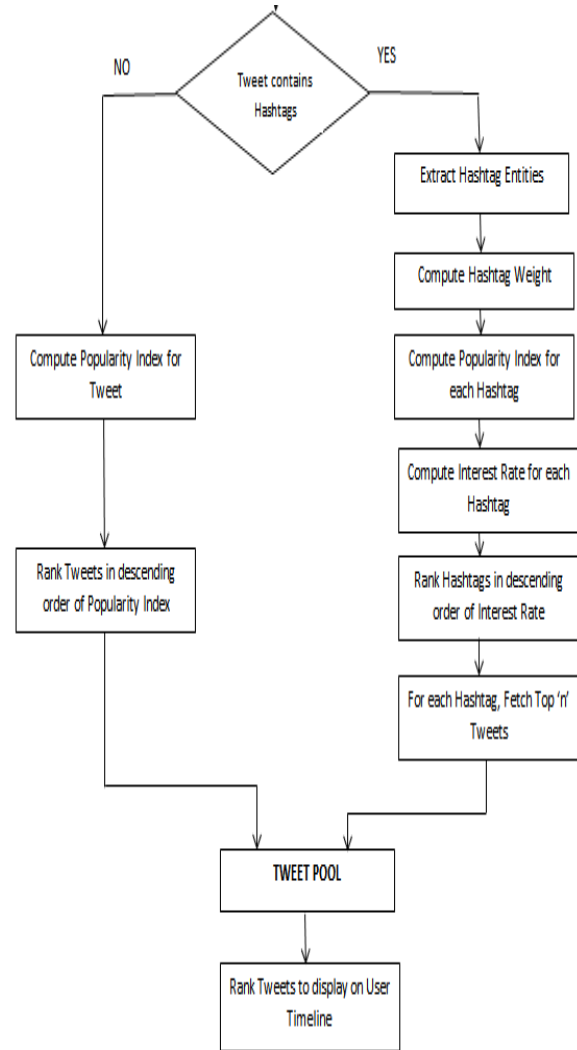 NO
YES
Tweet contains
Hashtags
Extract Hashtag Entities
Compute Hashtag Weight
Compute Popularity Index for
Tweet
Compute Popularity Index for
each Hashtag
Compute Interest Rate for each
Hashtag
Rank Tweets in descending
order of Popularity Index
Rank Hashtags in descending
order of Interest Rate
For each Hashtag, Fetch Top ‘n’
Tweets
TWEET POOL
Rank Tweets to display on User
Timeline